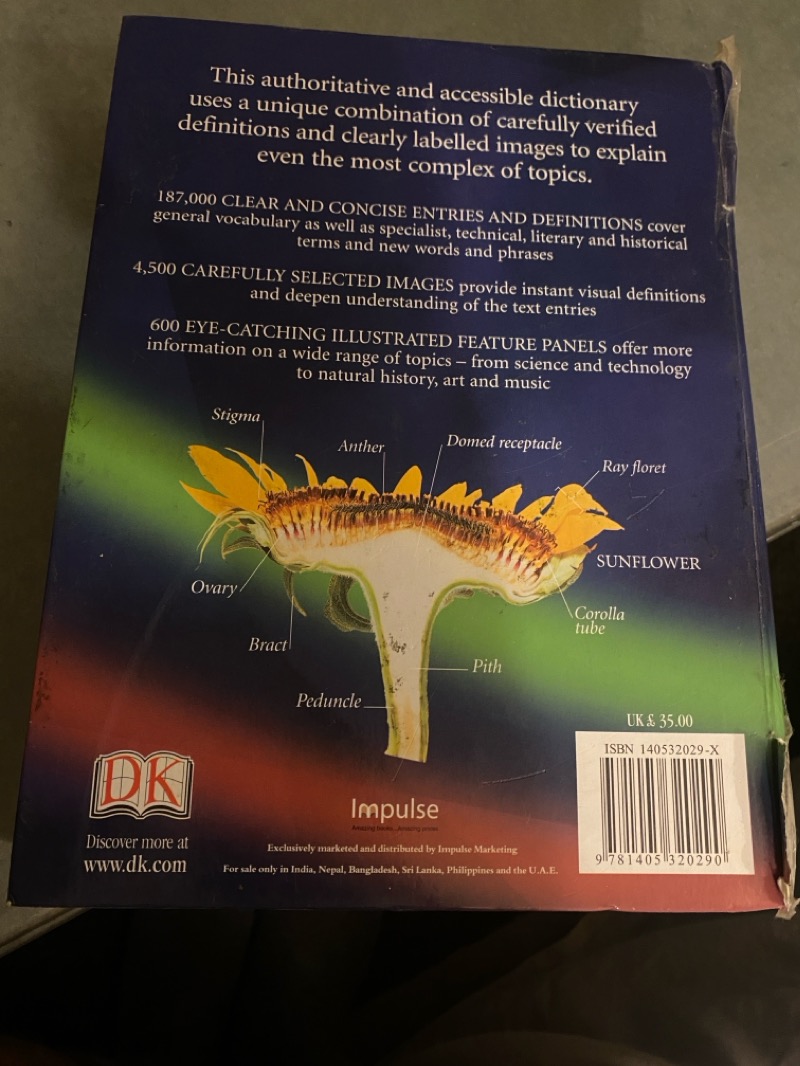 This authoritative and accessible dictionary
uses a unique combination of carefully verified
definitions and clearly labelled images to explain
even the most complex of topics.
187,000 CLEAR AND CONCISE ENTRIES AND DEFINITIONS cover
general vocabulary as well as specialist, technical, literary and historical
terms and new words and phrases
4,500 CAREFULLY SELECTED IMAGES provide instant visual definitions
and deepen understanding of the text entries
600 EYE-CATCHING ILLUSTRATED FEATURE PANELS offer more
information on a wide range of topics – from science and technology
to natural history, art and music
Stigma
Anther
Domed receptacle
Ray floret
SUNFLOWER
Ovary
Corolla
tube
Bract
Pith
Peduncle
UK£ 35.00
ISBN 140532029-X
9 781405 320290
DK
Discover more at
www.dk.com
Impulse
Amazing books...Amazing prices
Exclusively marketed and distributed by Impulse Marketing
For sale only in India, Nepal, Bangladesh, Sri Lanka, Philippines and the U.A.E.